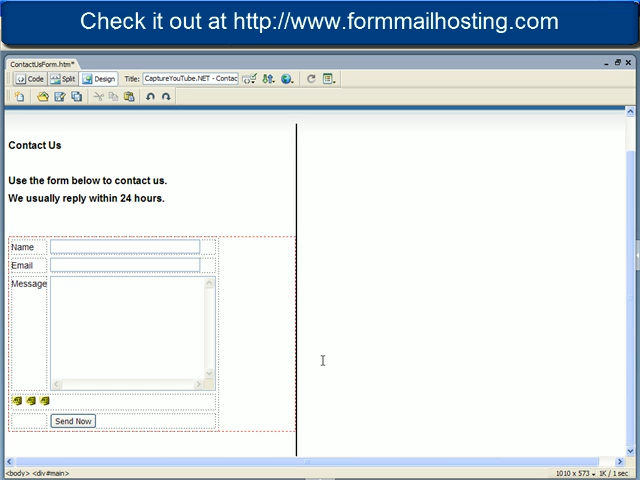 Check it out at http://www.formmailhosting.com
ContactUsForm.htm*
Code Split Design Title: CaptureYouTube.NET - Contac
Contact Us
Use the form below to contact us.
We usually reply within 24 hours.
Name
Email
Message
Send Now
<body> <div#main> 1010 x 573 1K / 1 sec